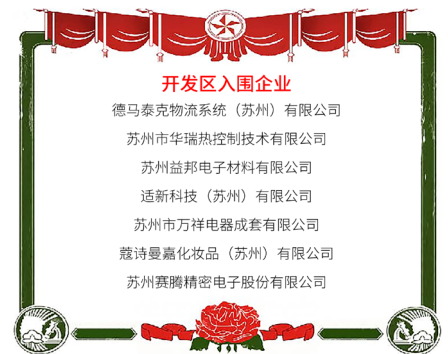 开发区入围企业
德马泰克物流系统（苏州）有限公司
苏州市华瑞热控制技术有限公司
苏州益邦电子材料有限公司
适新科技（苏州）有限公司
苏州市万祥电器成套有限公司
蔻诗曼嘉化妆品（苏州）有限公司
苏州赛腾精密电子股份有限公司